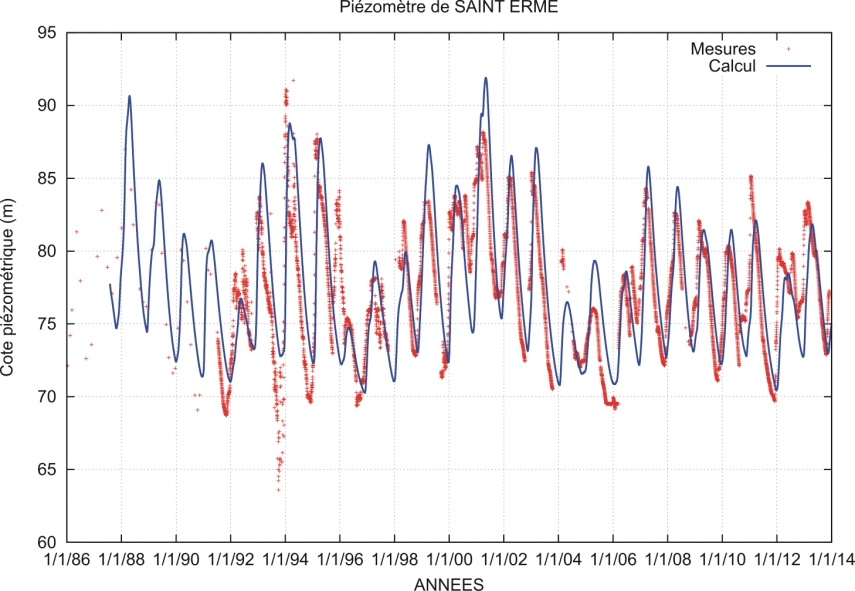 Piézomètre de SAINT ERME
Mesures
Calcul
Cote piézométrique (m)
95
90
85
80
75
70
65
60
1/1/86 1/1/88 1/1/90 1/1/92 1/1/94 1/1/96 1/1/98 1/1/00 1/1/02 1/1/04 1/1/06 1/1/08 1/1/10 1/1/12 1/1/14
ANNEES